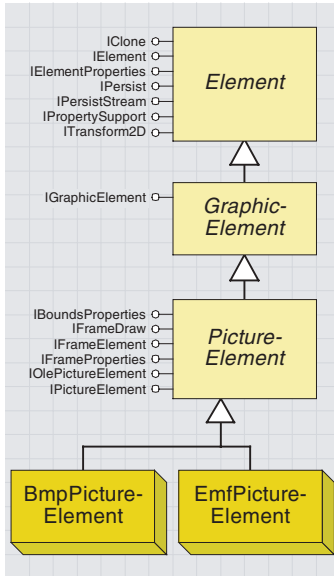 IClone
IElement
IElementProperties
IPersist
IPersistStream
IPropertySupport
ITransform2D
Element
IGraphicElement
Graphic-
Element
IBoundsProperties
IFrameDraw
IFrameElement
IFrameProperties
IOlePictureElement
IPictureElement
Picture-
Element
BmpPicture-
Element
EmfPicture-
Element